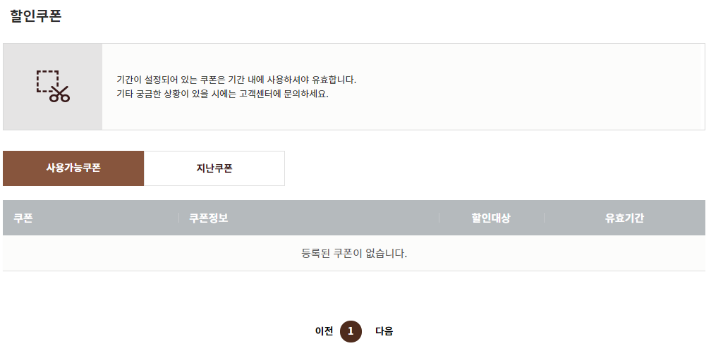 할인쿠폰
기간이 설정되어 있는 쿠폰은 기간 내에 사용하셔야 유효합니다.
기타 궁금한 상황이 있을 시에는 고객센터에 문의하세요.
사용가능쿠폰 지난쿠폰
쿠폰 쿠폰정보 할인대상 유효기간
등록된 쿠폰이 없습니다.
이전 1 다음